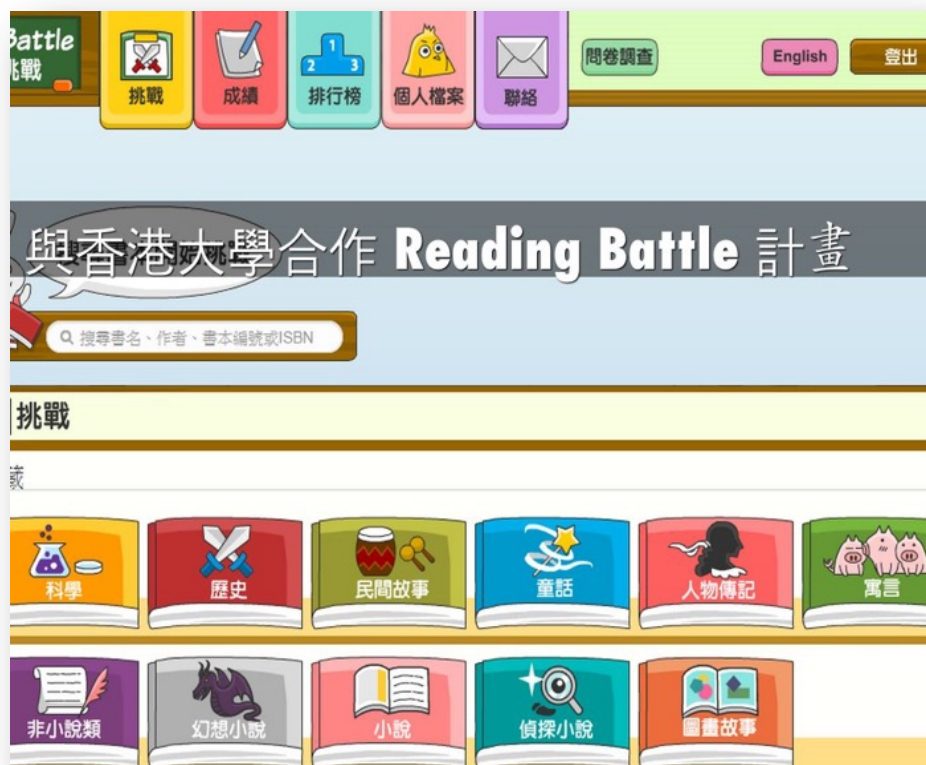 Battle
挑戰
挑戰
成績
1
2 3
排行榜
個人檔案
聯絡
問卷調查
English
登出
與香港大學合作 Reading Battle 計畫
搜尋書名、作者、書本編號或ISBN
挑戰
科學
歷史
民間故事
童話
人物傳記
寓言
非小說類
幻想小說
小說
偵探小說
圖畫故事